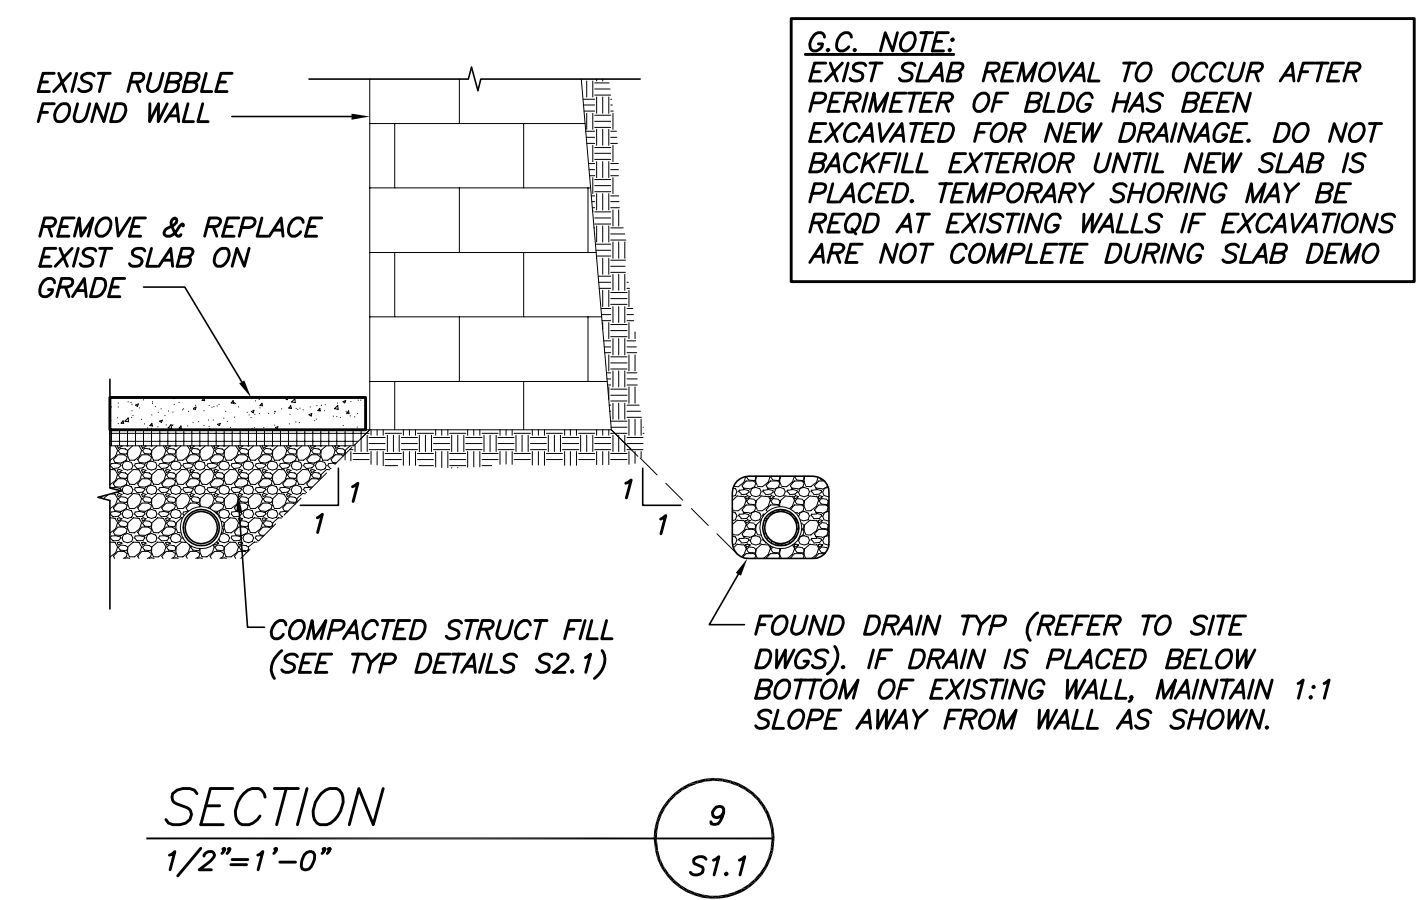 G.C. NOTE:
EXIST SLAB REMOVAL TO OCCUR AFTER
PERIMETER OF BLDG HAS BEEN
EXCAVATED FOR NEW DRAINAGE. DO NOT
BACKFILL EXTERIOR UNTIL NEW SLAB IS
PLACED. TEMPORARY SHORING MAY BE
REQD AT EXISTING WALLS IF EXCAVATIONS
ARE NOT COMPLETE DURING SLAB DEMO
EXIST RUBBLE
FOUND WALL
REMOVE & REPLACE
EXIST SLAB ON
GRADE
1
1
1
1
COMPACTED STRUCT FILL
(SEE TYP DETAILS S2.1)
FOUND DRAIN TYP (REFER TO SITE
DWGS). IF DRAIN IS PLACED BELOW
BOTTOM OF EXISTING WALL, MAINTAIN 1:1
SLOPE AWAY FROM WALL AS SHOWN.
SECTION
1/2"=1'-0"
9
S1.1